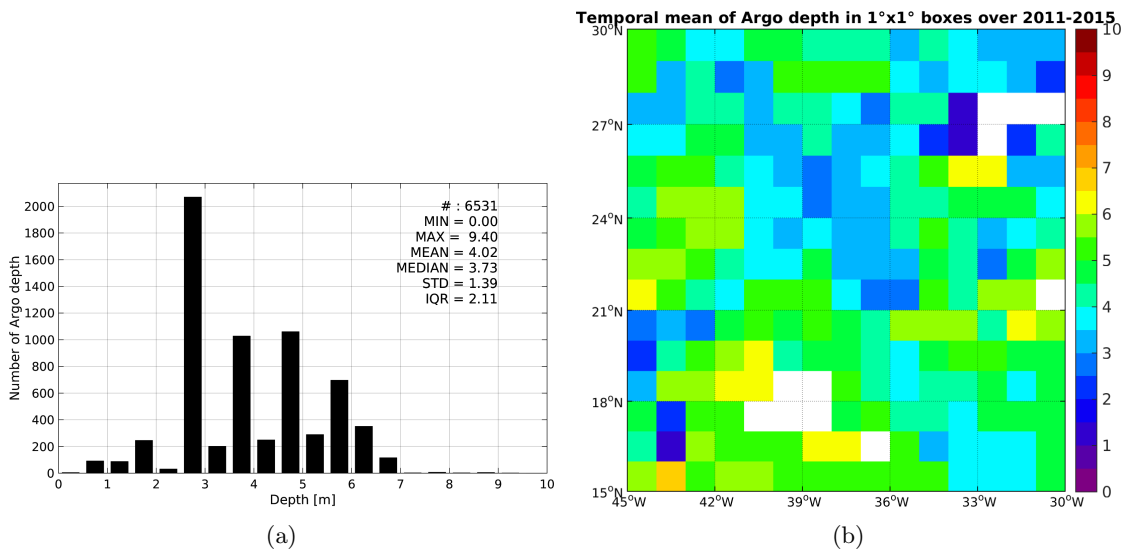 Temporal mean of Argo depth in 1°x1° boxes over 2011-2015
# : 6531
MIN = 0.00
MAX = 9.40
MEAN = 4.02
MEDIAN = 3.73
STD = 1.39
IQR = 2.11
Number of Argo depth
2000
1800
1600
1400
1200
1000
800
600
400
200
0
0 1 2 3 4 5 6 7 8 9 10
Depth [m]
(a)
30°N
27°N
24°N
21°N
18°N
15°N
45°W 42°W 39°W 36°W 33°W 30°W
10
9
8
7
6
5
4
3
2
1
0
(b)